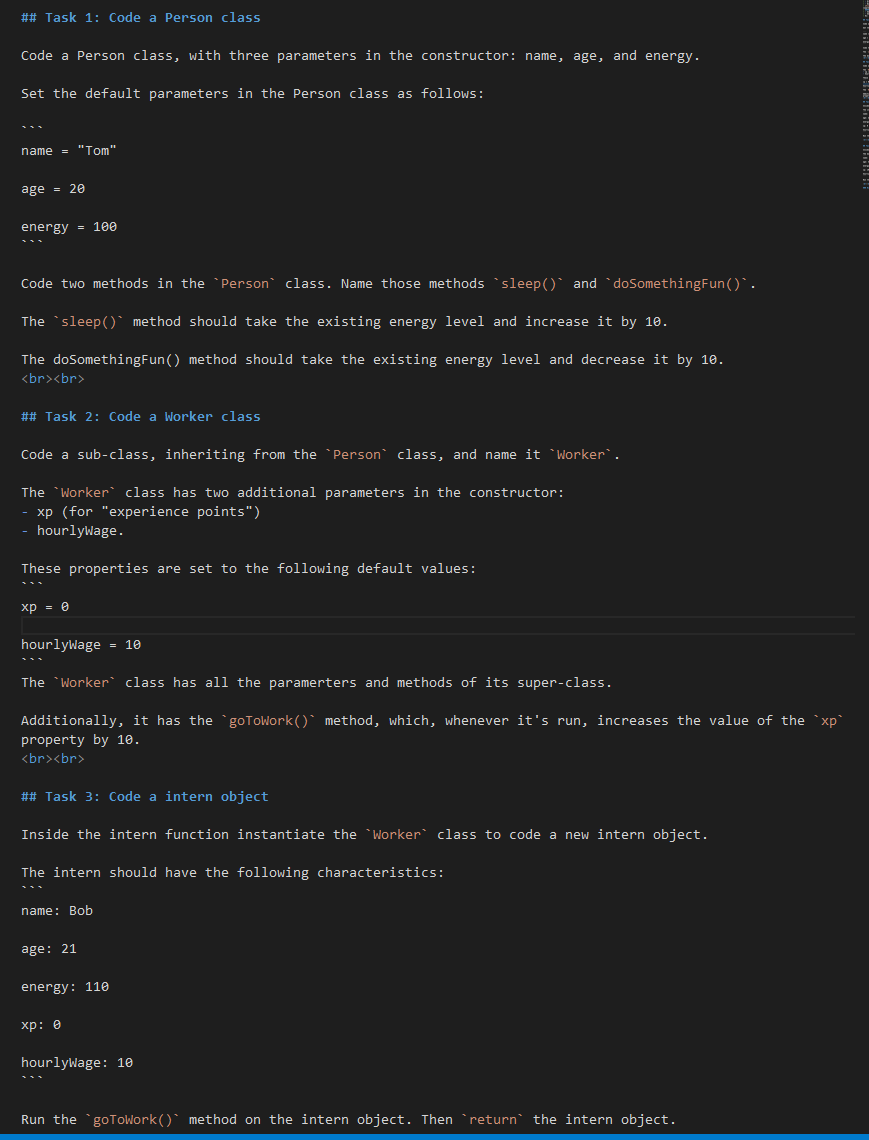 ## Task 1: Code a Person class
Code a Person class, with three parameters in the constructor: name, age, and energy.
Set the default parameters in the Person class as follows:
```
name = "Tom"
age = 20
energy = 100
```
Code two methods in the `Person` class. Name those methods `sleep()` and `doSomethingFun()`.
The `sleep()` method should take the existing energy level and increase it by 10.
The doSomethingFun() method should take the existing energy level and decrease it by 10.
<br><br>
## Task 2: Code a Worker class
Code a sub-class, inheriting from the `Person` class, and name it `Worker`.
The `Worker` class has two additional parameters in the constructor:
- xp (for "experience points")
- hourlyWage.
These properties are set to the following default values:
```
xp = 0
hourlyWage = 10
```
The `Worker` class has all the paramerters and methods of its super-class.
Additionally, it has the `goToWork()` method, which, whenever it's run, increases the value of the `xp`
property by 10.
<br><br>
## Task 3: Code a intern object
Inside the intern function instantiate the `Worker` class to code a new intern object.
The intern should have the following characteristics:
```
name: Bob
age: 21
energy: 110
xp: 0
hourlyWage: 10
```
Run the `goToWork()` method on the intern object. Then `return` the intern object.